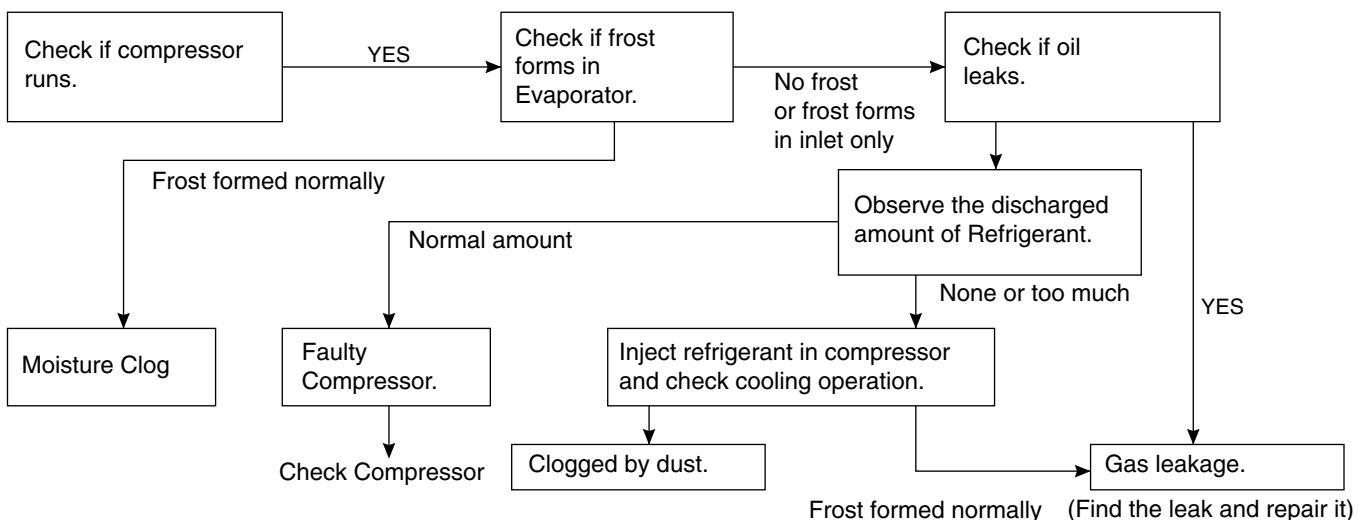 Check if compressor
runs.
YES
Check if frost
forms in
Evaporator.
No frost
or frost forms
in inlet only
Check if oil
leaks.
Frost formed normally
Observe the discharged
amount of Refrigerant.
Normal amount
None or too much
YES
Moisture Clog
Faulty
Compressor.
Inject refrigerant in compressor
and check cooling operation.
Check Compressor
Clogged by dust.
Gas leakage.
Frost formed normally
(Find the leak and repair it)